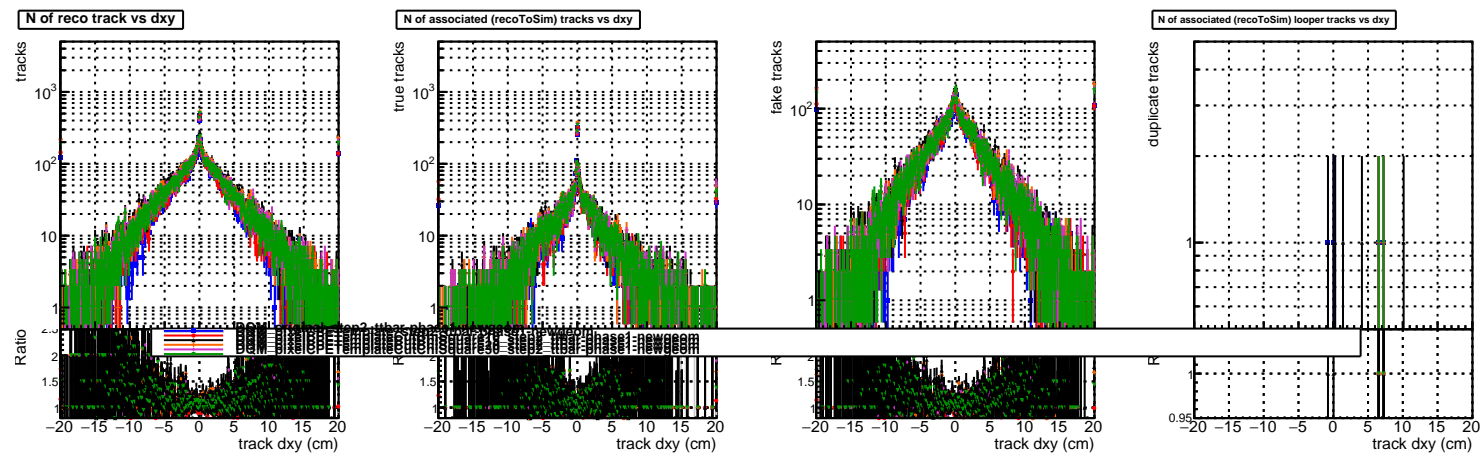 N of reco track vs dxy
N of associated (recoToSim) tracks vs dxy
N of associated (recoToSim) looper tracks vs dxy
tracks
10³
10²
10
1
Ratio
1.5
1
−20 −15 −10 −5 0 5 10 15 20
track dxy (cm)
true tracks
10³
10²
10
1
1.5
1
−20 −15 −10 −5 0 5 10 15 20
track dxy (cm)
fake tracks
10²
10
1
1.5
1
−20 −15 −10 −5 0 5 10 15 20
track dxy (cm)
duplicate tracks
1
1
0.95
−20 −15 −10 −5 0 5 10 15 20
track dxy (cm)